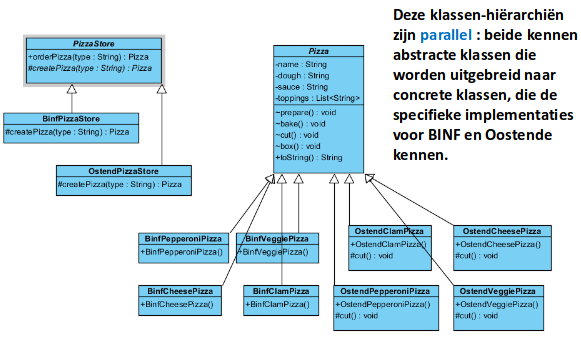 Deze klassen-hiërarchiën
zijn parallel : beide kennen
abstracte klassen die
worden uitgebreid naar
concrete klassen, die de
specifieke implementaties
voor BINF en Oostende
kennen.
PizzaStore
+orderPizza(type : String) : Pizza
#createPizza(type : String) : Pizza
BinfPizzaStore
#createPizza(type : String) : Pizza
OstendPizzaStore
#createPizza(type : String) : Pizza
Pizza
-name : String
-dough : String
-sauce : String
-toppings : List<String>
~prepare() : void
~bake() : void
~cut() : void
~box() : void
+toString() : String
BinfPepperoniPizza
+BinfPepperoniPizza()
BinfVeggiePizza
+BinfVeggiePizza()
OstendClamPizza
+OstendClamPizza()
#cut() : void
OstendCheesePizza
+OstendCheesePizza()
#cut() : void
BinfCheesePizza
+BinfCheesePizza()
BinfClamPizza
+BinfClamPizza()
OstendPepperoniPizza
+OstendPepperoniPizza()
#cut() : void
OstendVeggiePizza
+OstendVeggiePizza()
#cut() : void